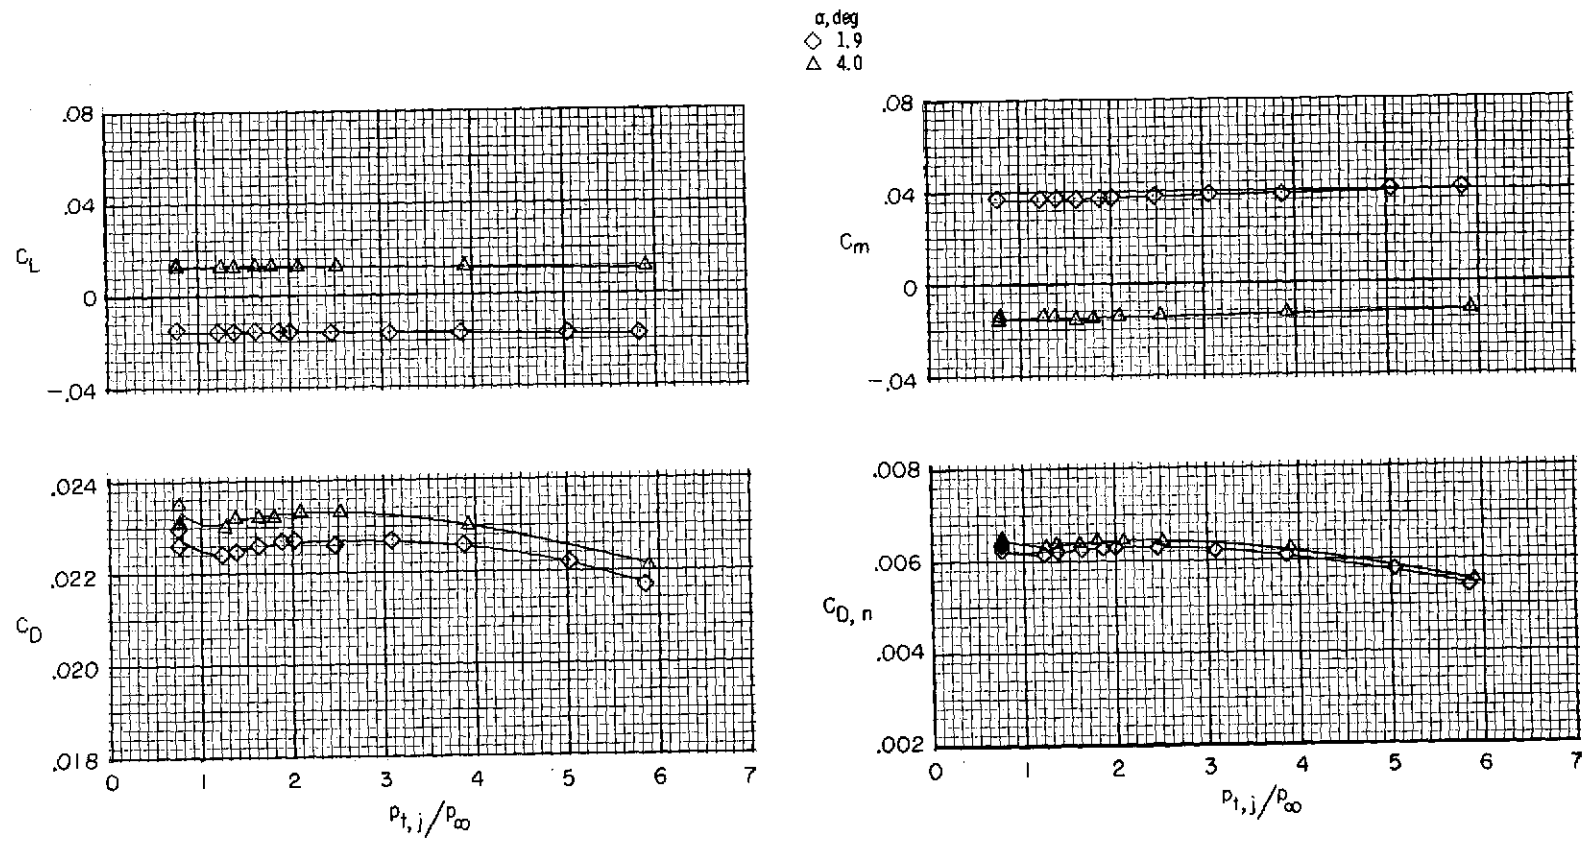 α, deg
◇ 1.9
△ 4.0
.08
.04
C_L
0
-.04
.08
.04
C_m
0
-.04
.024
.022
C_D
.020
.018
0 1 2 3 4 5 6 7
p_t,j/p_∞
.008
.006
C_D,n
.004
.002
0 1 2 3 4 5 6 7
p_t,j/p_∞